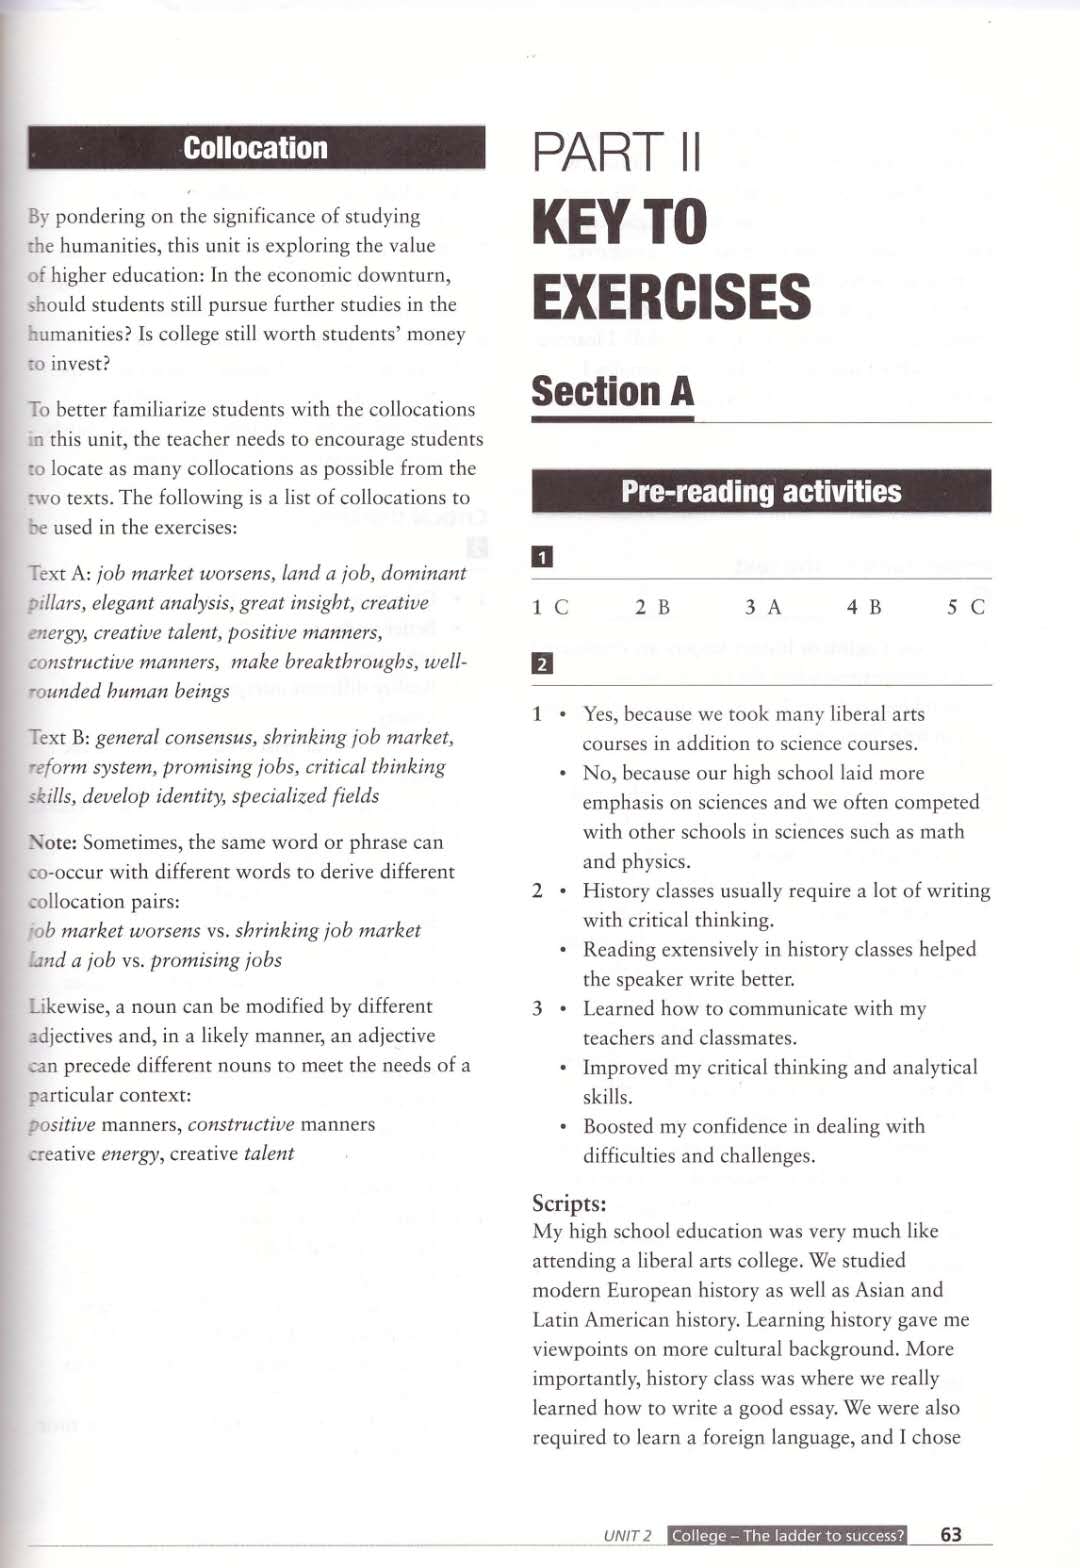 Collocation
By pondering on the significance of studying
the humanities, this unit is exploring the value
of higher education: In the economic downturn,
should students still pursue further studies in the
humanities? Is college still worth students' money
to invest?
To better familiarize students with the collocations
in this unit, the teacher needs to encourage students
to locate as many collocations as possible from the
two texts. The following is a list of collocations to
be used in the exercises:
Text A: job market worsens, land a job, dominant
pillars, elegant analysis, great insight, creative
energy, creative talent, positive manners,
constructive manners, make breakthroughs, well-
rounded human beings
Text B: general consensus, shrinking job market,
reform system, promising jobs, critical thinking
skills, develop identity, specialized fields
Note: Sometimes, the same word or phrase can
co-occur with different words to derive different
collocation pairs:
job market worsens vs. shrinking job market
land a job vs. promising jobs
Likewise, a noun can be modified by different
adjectives and, in a likely manner, an adjective
can precede different nouns to meet the needs of a
particular context:
positive manners, constructive manners
creative energy, creative talent
PART II
KEY TO
EXERCISES
Section A
Pre-reading activities
1
1 C 2 B 3 A 4 B 5 C
2
1 • Yes, because we took many liberal arts
courses in addition to science courses.
• No, because our high school laid more
emphasis on sciences and we often competed
with other schools in sciences such as math
and physics.
2 • History classes usually require a lot of writing
with critical thinking.
• Reading extensively in history classes helped
the speaker write better.
3 • Learned how to communicate with my
teachers and classmates.
• Improved my critical thinking and analytical
skills.
• Boosted my confidence in dealing with
difficulties and challenges.
Scripts:
My high school education was very much like
attending a liberal arts college. We studied
modern European history as well as Asian and
Latin American history. Learning history gave me
viewpoints on more cultural background. More
importantly, history class was where we really
learned how to write a good essay. We were also
required to learn a foreign language, and I chose
UNIT 2 College – The ladder to success? 63